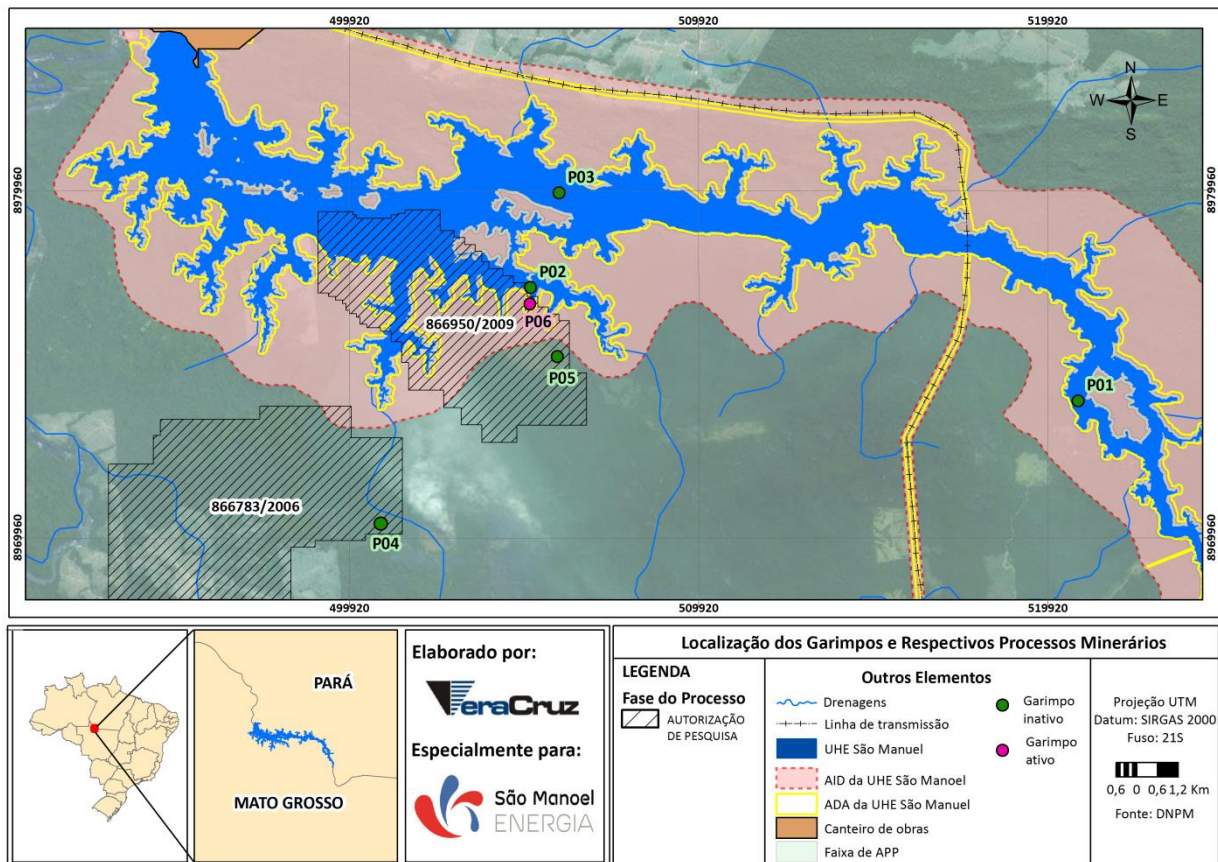 499920
509920
519920
N
W
E
S
8979960
8979960
P03
P02
P06
866950/2009
P05
P01
866783/2006
P04
8969960
8969960
499920
509920
519920
PARÁ
MATO GROSSO
Elaborado por:
VeraCruz
Especialmente para:
São Manoel
ENERGIA
Localização dos Garimpos e Respectivos Processos Minerários
LEGENDA
Fase do Processo
AUTORIZAÇÃO
DE PESQUISA
Outros Elementos
Drenagens
Linha de transmissão
UHE São Manuel
AID da UHE São Manoel
ADA da UHE São Manuel
Canteiro de obras
Faixa de APP
Garimpo
inativo
Garimpo
ativo
Projeção UTM
Datum: SIRGAS 2000
Fuso: 21S
0,6 0 0,6 1,2 Km
Fonte: DNPM